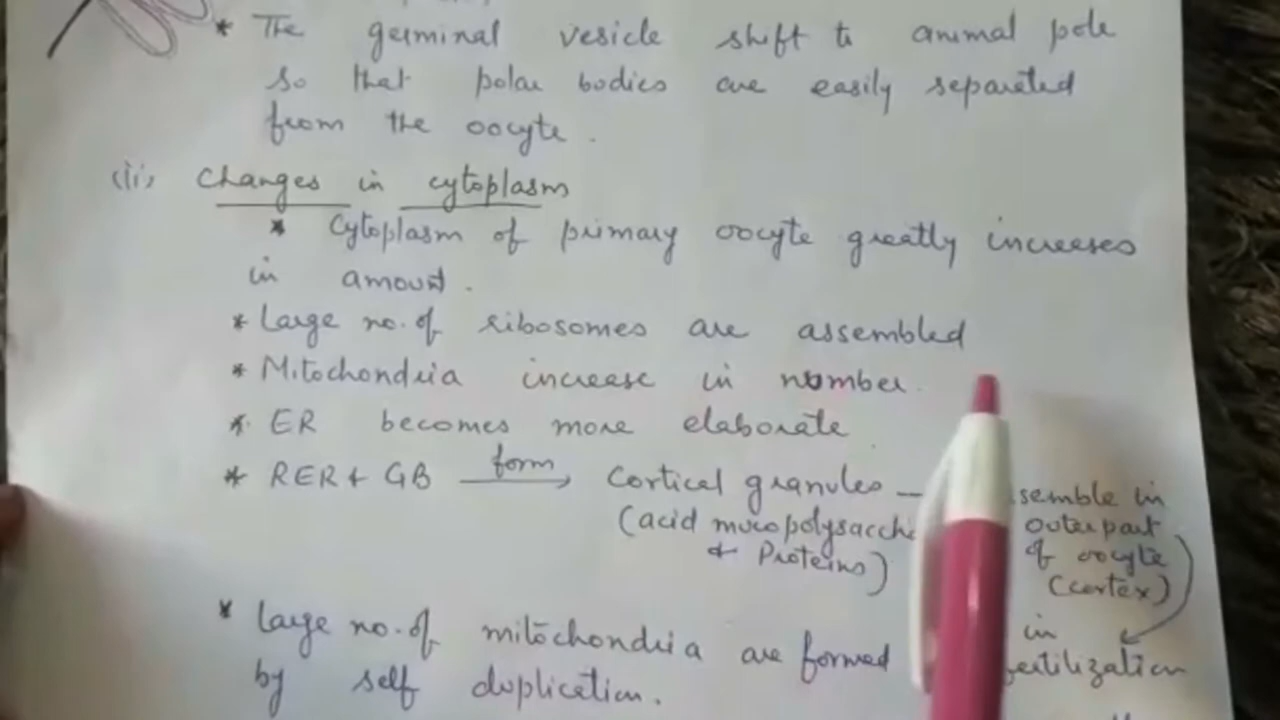 * The germinal vesicle shift to animal pole
so that polar bodies are easily separated
from the oocyte.
(ii) Changes in cytoplasm
* Cytoplasm of primary oocyte greatly increases
in amount.
* Large no. of ribosomes are assembled
* Mitochondria increase in number.
* ER becomes more elaborate
* RER + GB form → Cortical granules — semble in
(acid mucopolysaccha outer part
& Proteins) of oocyte
(cortex)
* Large no. of mitochondria are formed in
by self duplication. fertilization